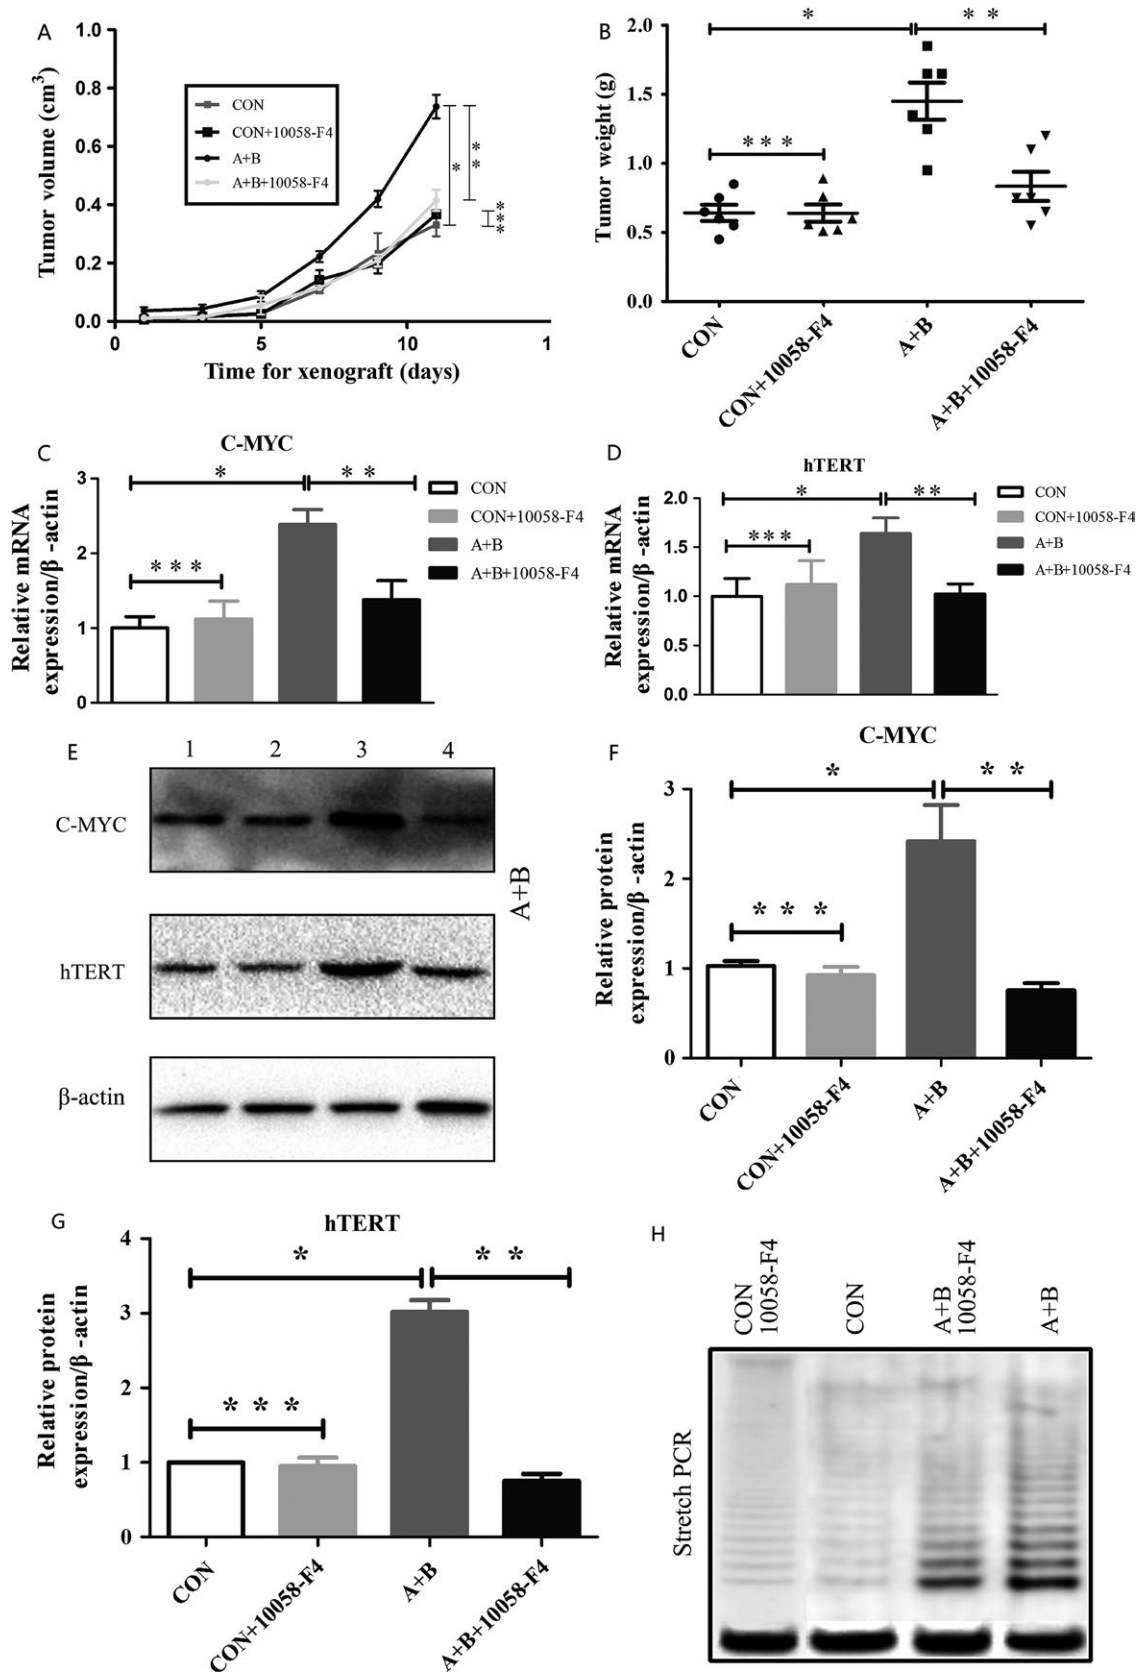 A
1.0
0.8
0.6
0.4
0.2
0.0
Tumor volume (cm3)
CON
CON+10058-F4
A+B
A+B+10058-F4
*
**
***
0
5
10
1
Time for xenograft (days)
B
2.0
1.5
1.0
0.5
0.0
Tumor weight (g)
*
* *
* * *
CON
CON+10058-F4
A+B
A+B+10058-F4
C
C-MYC
3
2
1
0
Relative mRNA
expression/β -actin
*
* *
* * *
CON
CON+10058-F4
A+B
A+B+10058-F4
D
hTERT
2.0
1.5
1.0
0.5
0.0
Relative mRNA
expression/β -actin
*
**
***
CON
CON+10058-F4
A+B
A+B+10058-F4
E
1 2 3 4
C-MYC
hTERT
β-actin
A+B
F
C-MYC
3
2
1
0
Relative protein
expression/β -actin
*
* *
* * *
CON
CON+10058-F4
A+B
A+B+10058-F4
G
hTERT
4
3
2
1
0
Relative protein
expression/β -actin
*
* *
* * *
CON
CON+10058-F4
A+B
A+B+10058-F4
H
CON
10058-F4
CON
A+B
10058-F4
A+B
Stretch PCR